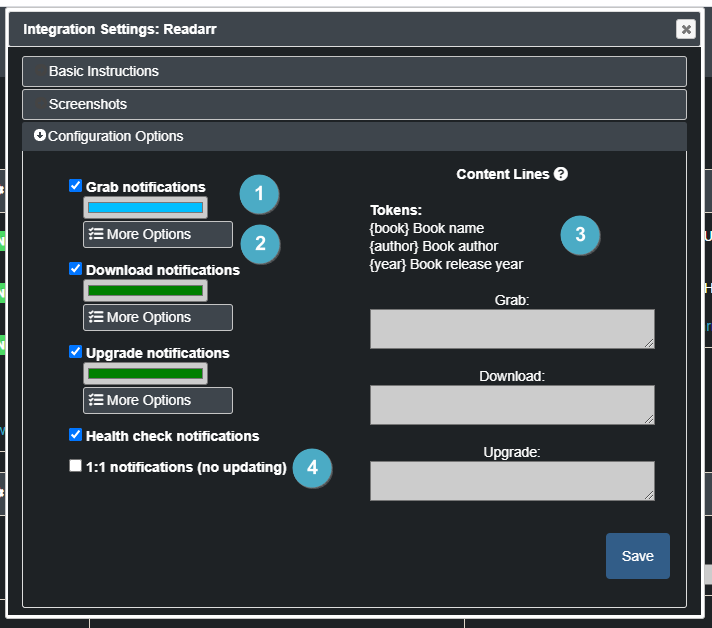 Integration Settings: Readarr
Basic Instructions
Screenshots
Configuration Options
Grab notifications
1
More Options
2
Download notifications
More Options
Upgrade notifications
More Options
Health check notifications
1:1 notifications (no updating)
4
Content Lines
Tokens:
{book} Book name
{author} Book author
{year} Book release year
3
Grab:
Download:
Upgrade:
Save